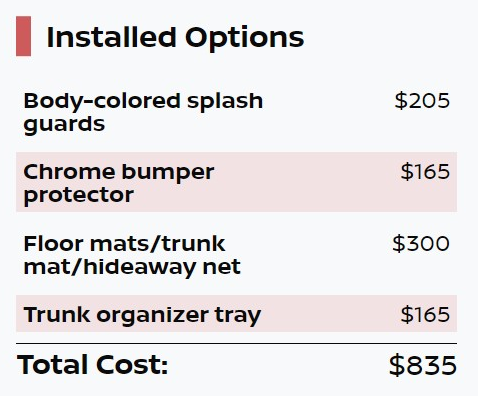 Installed Options
Body-colored splash $205
guards
Chrome bumper $165
protector
Floor mats/trunk $300
mat/hideaway net
Trunk organizer tray $165
Total Cost: $835